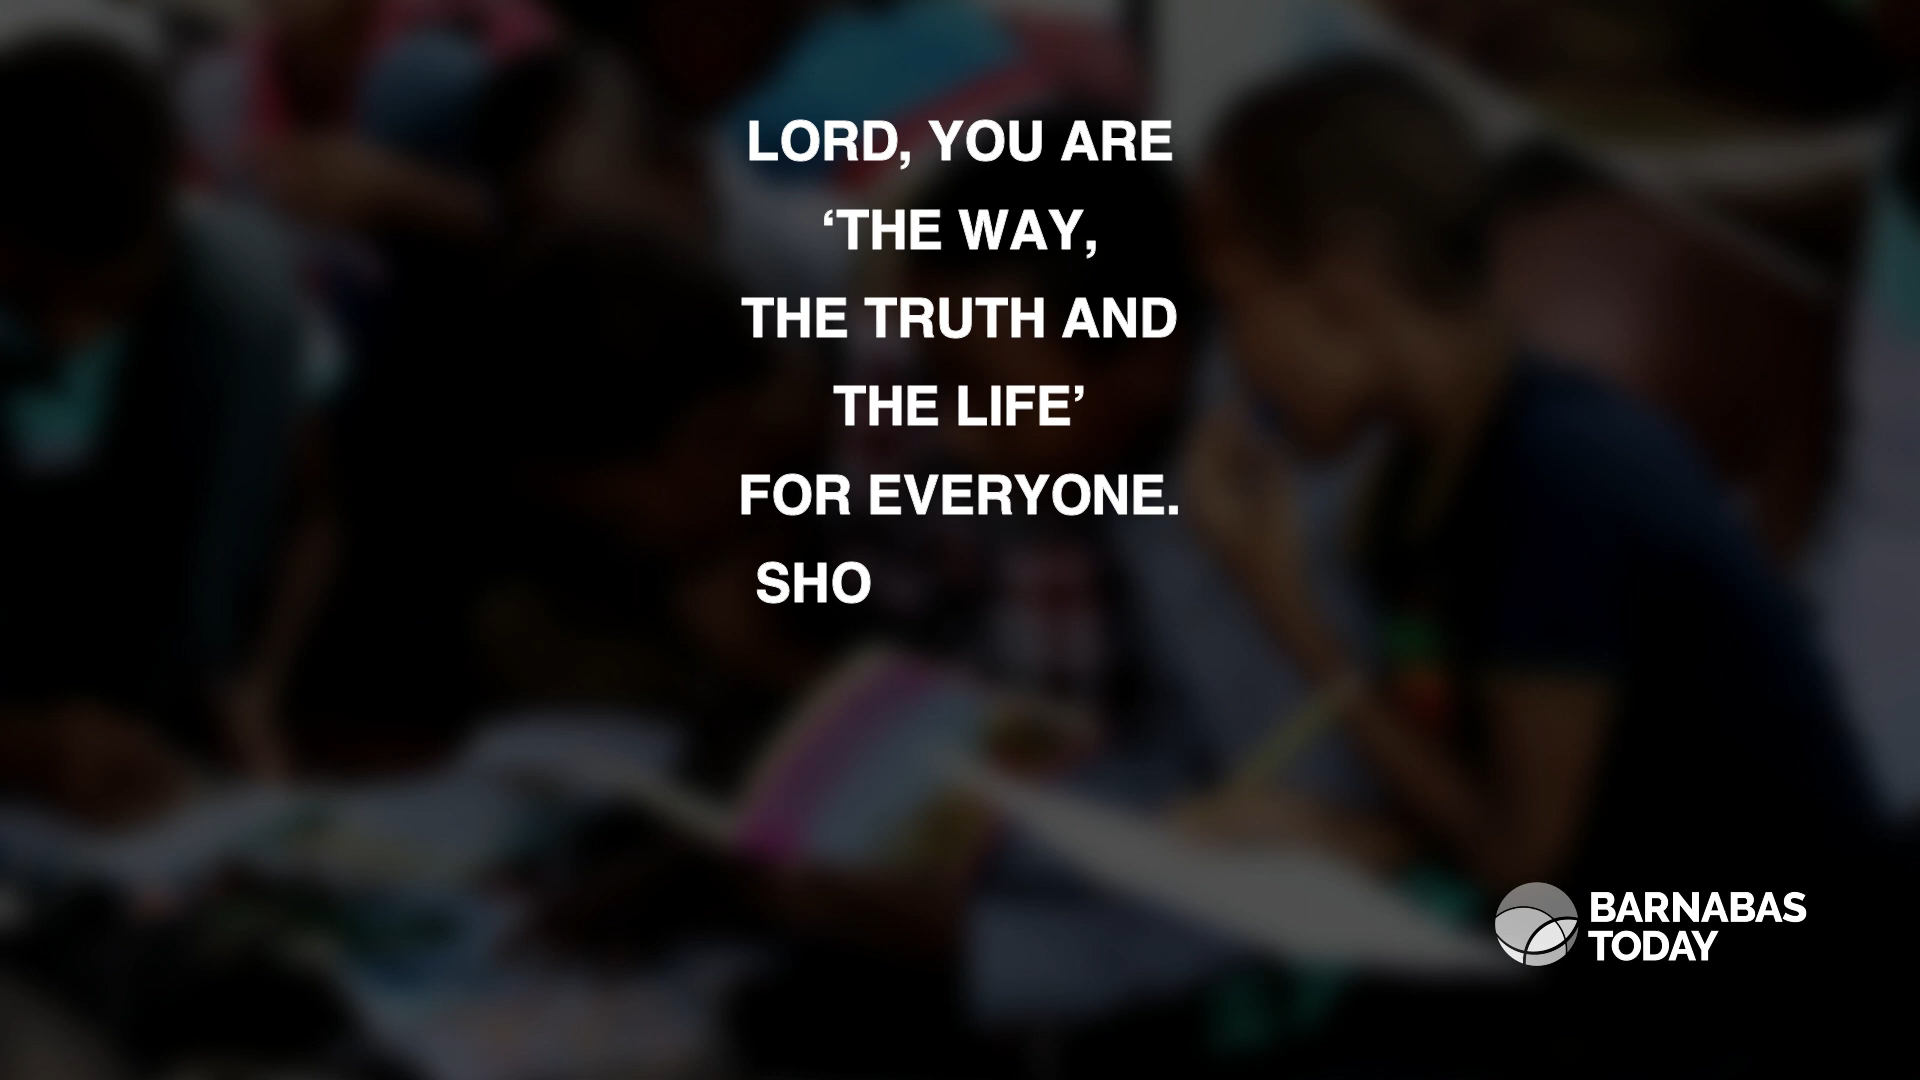 LORD, YOU ARE
‘THE WAY,
THE TRUTH AND
THE LIFE’
FOR EVERYONE.
SHO
BARNABAS
TODAY